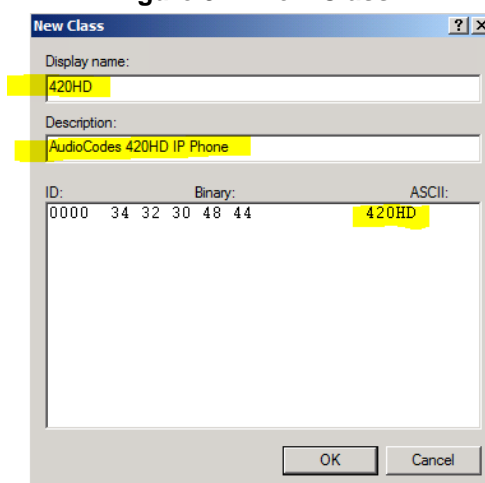 New Class
Display name:
420HD
Description:
AudioCodes 420HD IP Phone
ID: Binary: ASCII:
0000 34 32 30 48 44 420HD
OK Cancel